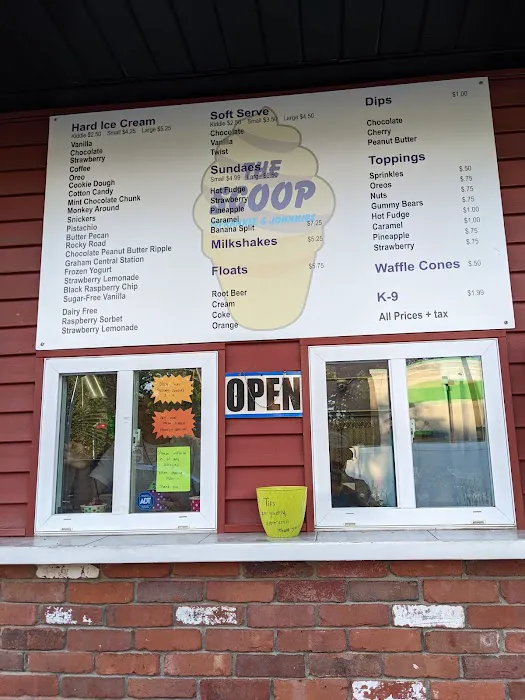 Hard Ice Cream
Kiddie $2.50 Small $4.25 Large $5.25
Vanilla
Chocolate
Strawberry
Coffee
Oreo
Cookie Dough
Cotton Candy
Mint Chocolate Chunk
Monkey Around
Snickers
Pistachio
Butter Pecan
Rocky Road
Chocolate Peanut Butter Ripple
Graham Central Station
Frozen Yogurt
Strawberry Lemonade
Black Raspberry Chip
Sugar-Free Vanilla
Dairy Free
Raspberry Sorbet
Strawberry Lemonade
Soft Serve
Kiddie Small Large $4.50
Chocolate
Vanilla
Twist
Sundaes
Small $4.99 Large
Hot Fudge
Strawberry
Pineapple
Caramel
Banana Split $7.25
Milkshakes $5.25
Floats $5.75
Root Beer
Cream
Coke
Orange
THE
SCOOP
& JOHNNIES
Dips $1.00
Chocolate
Cherry
Peanut Butter
Toppings
Sprinkles $.50
Oreos $.75
Nuts $.75
Gummy Bears $.75
Hot Fudge $1.00
Caramel $1.00
Pineapple $.75
Strawberry $.75
Waffle Cones $.50
K-9 $1.99
All Prices + tax
OPEN
ADT
Tips